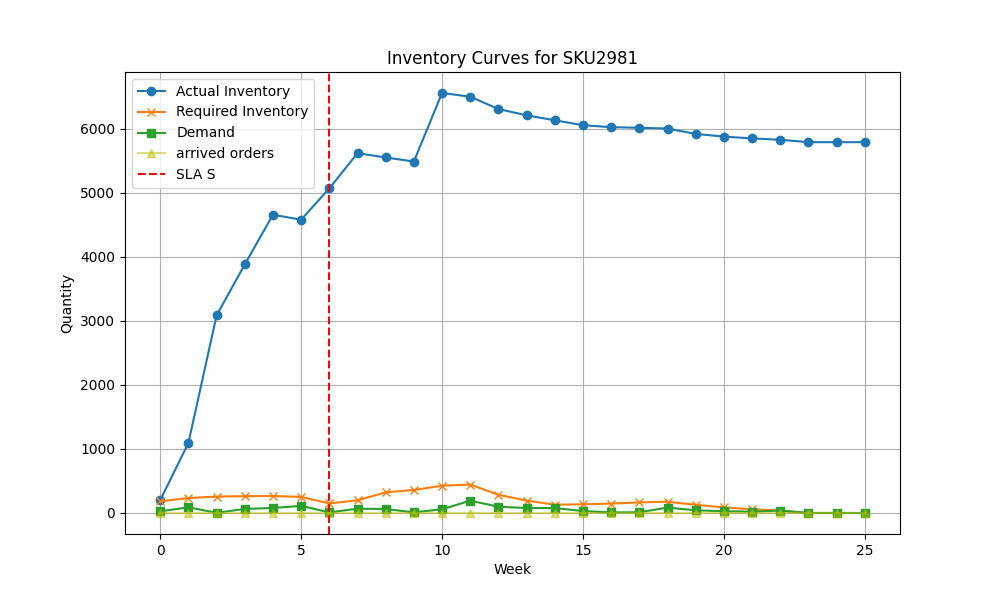 Inventory Curves for SKU2981
Actual Inventory
Required Inventory
Demand
arrived orders
SLA S
6000
5000
4000
3000
2000
1000
0
Quantity
0 5 10 15 20 25
Week